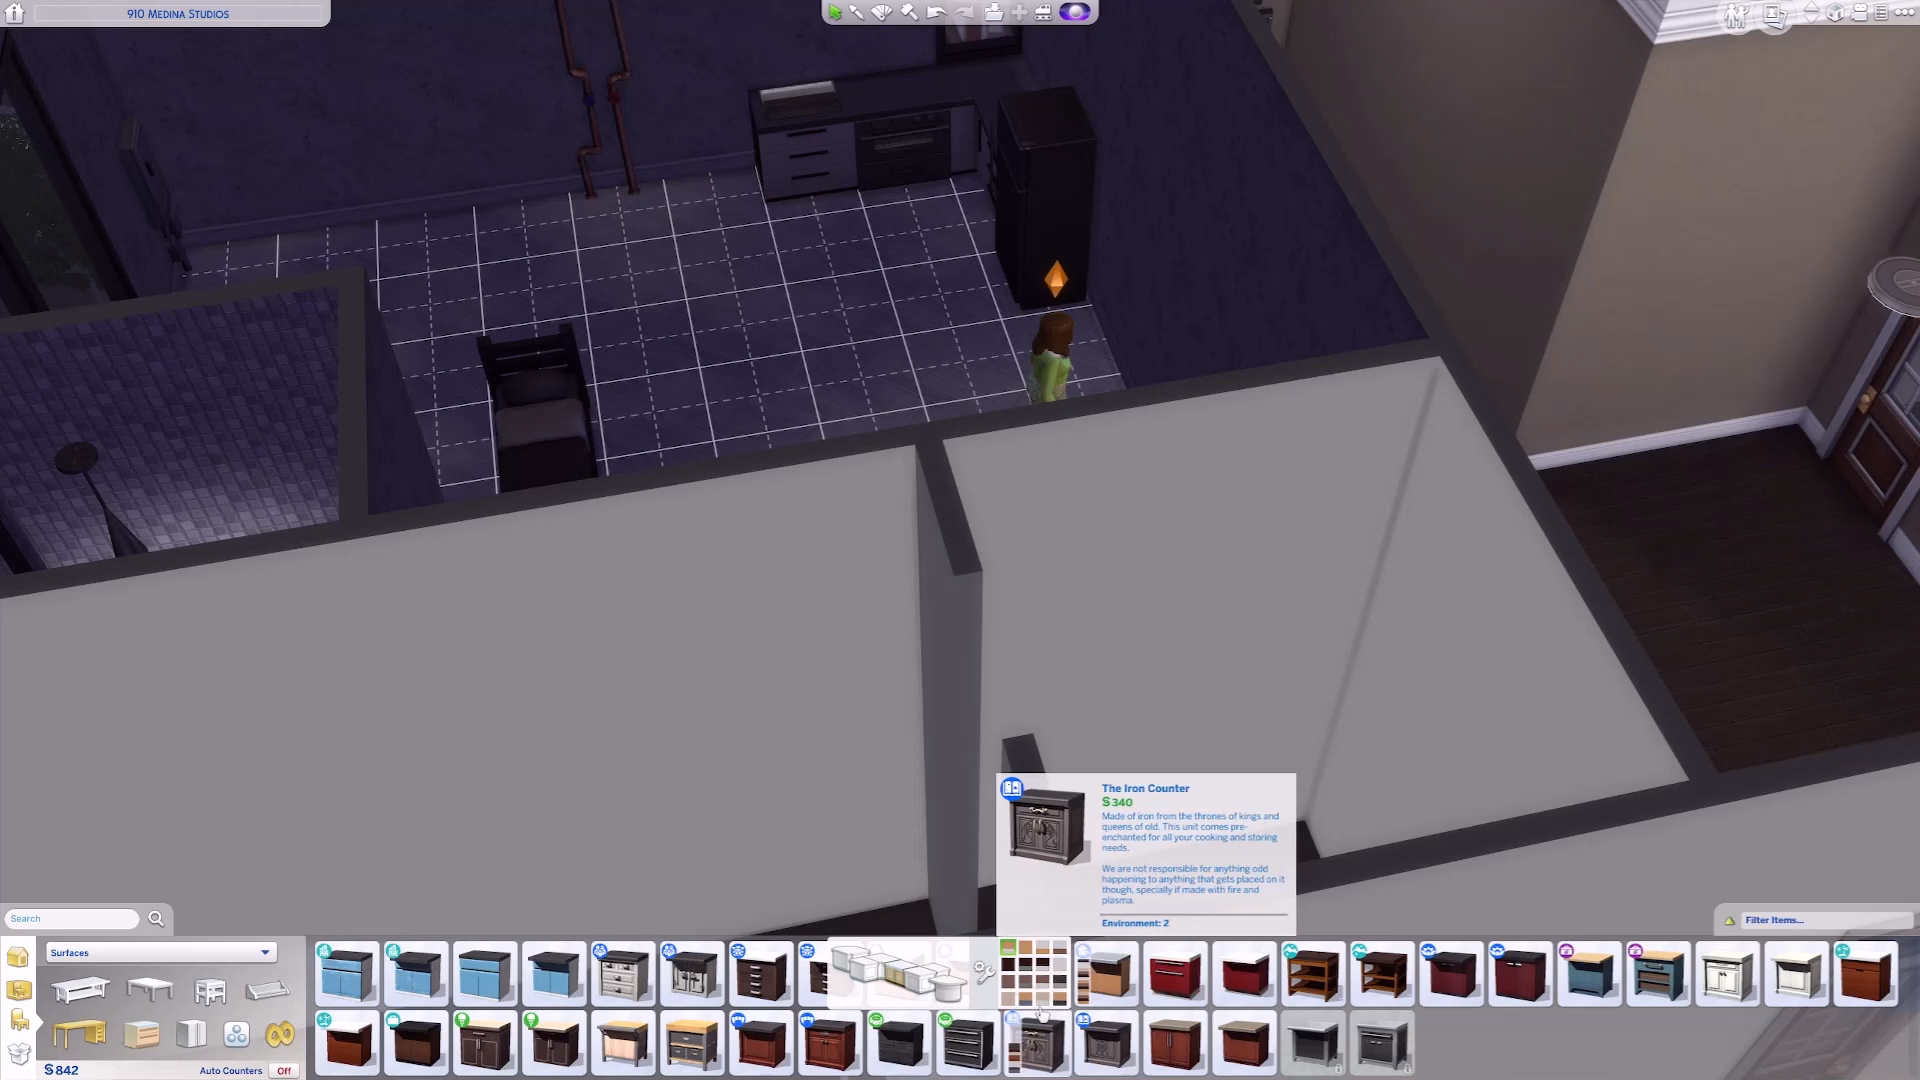 910 Medina Studios
The Iron Counter
§340
Made of iron from the thrones of kings and
queens of old. This unit comes pre-
enchanted for all your cooking and storing
needs.
We are not responsible for anything odd
happening to anything that gets placed on it
though, specially if made with fire and
plasma.
Environment: 2
Search
Filter Items...
Surfaces
§842
Auto Counters
Off